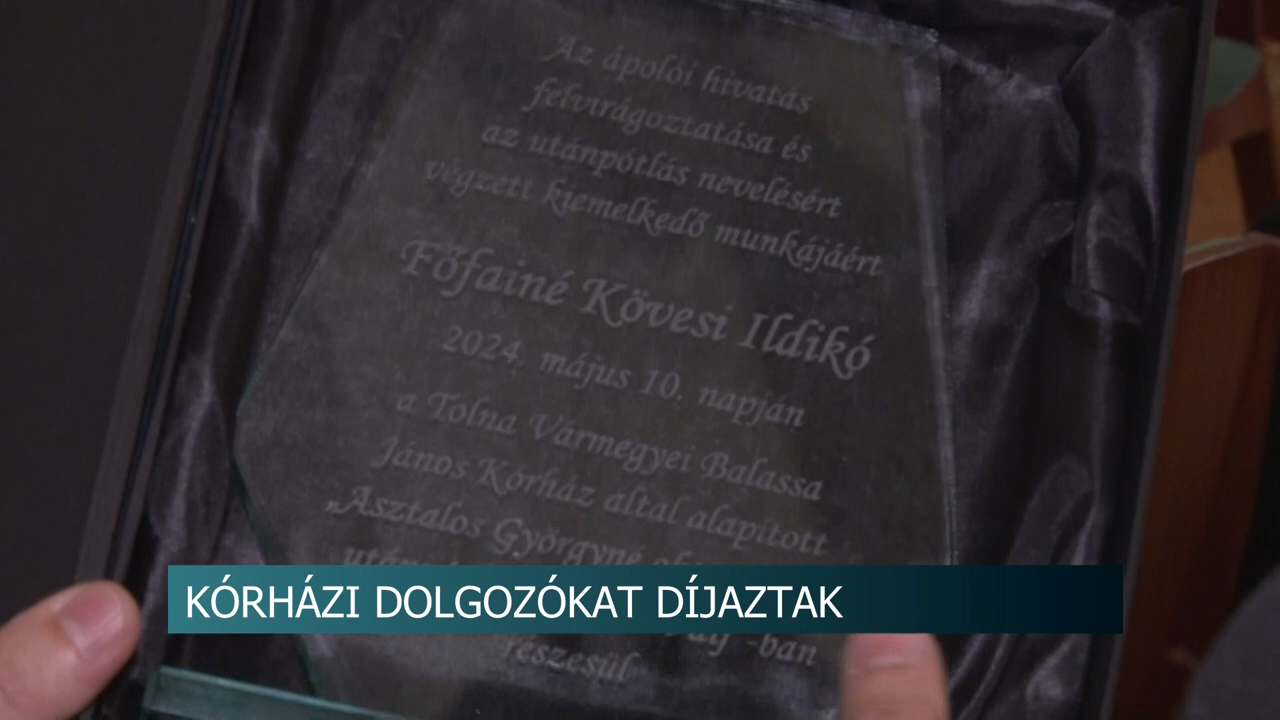 Az ápolói hivatás
felvirágoztatása és
az utánpótlás nevelésért
végzett kiemelkedő munkájáért
Főfainé Kövesi Ildikó
2024. május 10. napján
a Tolna Vármegyei Balassa
János Kórház által alapított
„Asztalos Györgyné
KÓRHÁZI DOLGOZÓKAT DÍJAZTAK
-ban
részesül